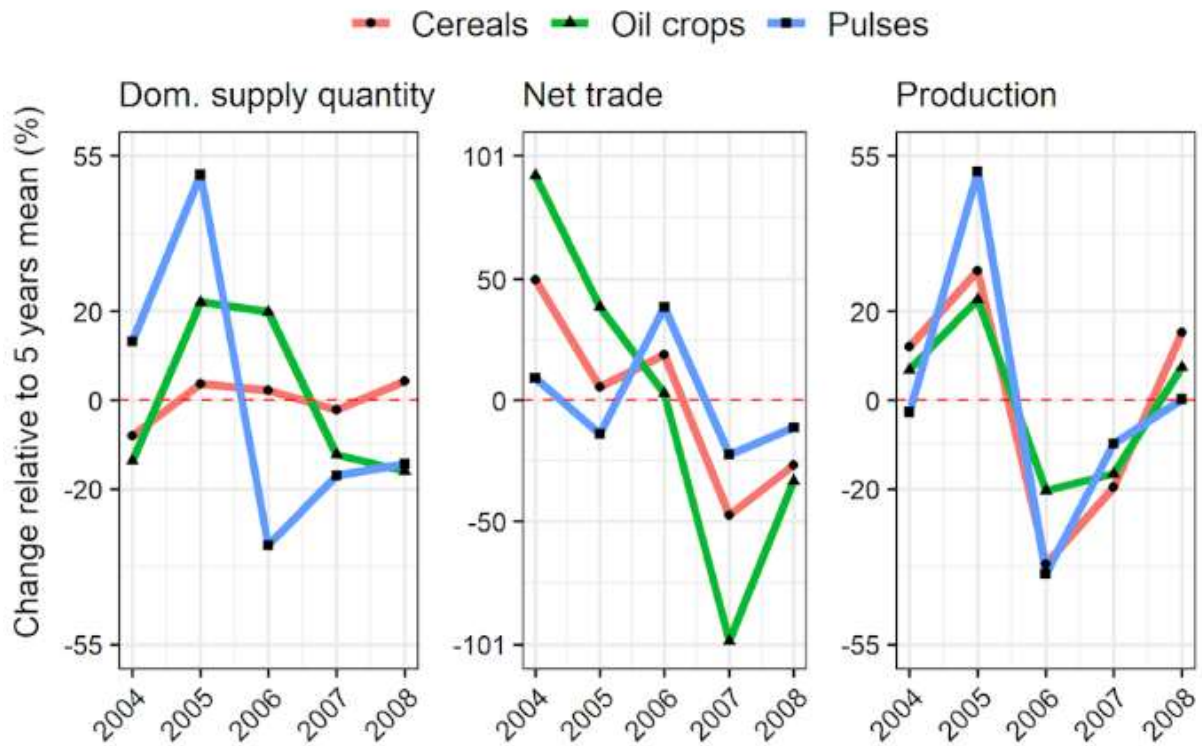 Cereals Oil crops Pulses
Dom. supply quantity Net trade Production
Change relative to 5 years mean (%)
55
20
0
-20
-55
2004 2005 2006 2007 2008
101
50
0
-50
-101
2004 2005 2006 2007 2008
55
20
0
-20
-55
2004 2005 2006 2007 2008